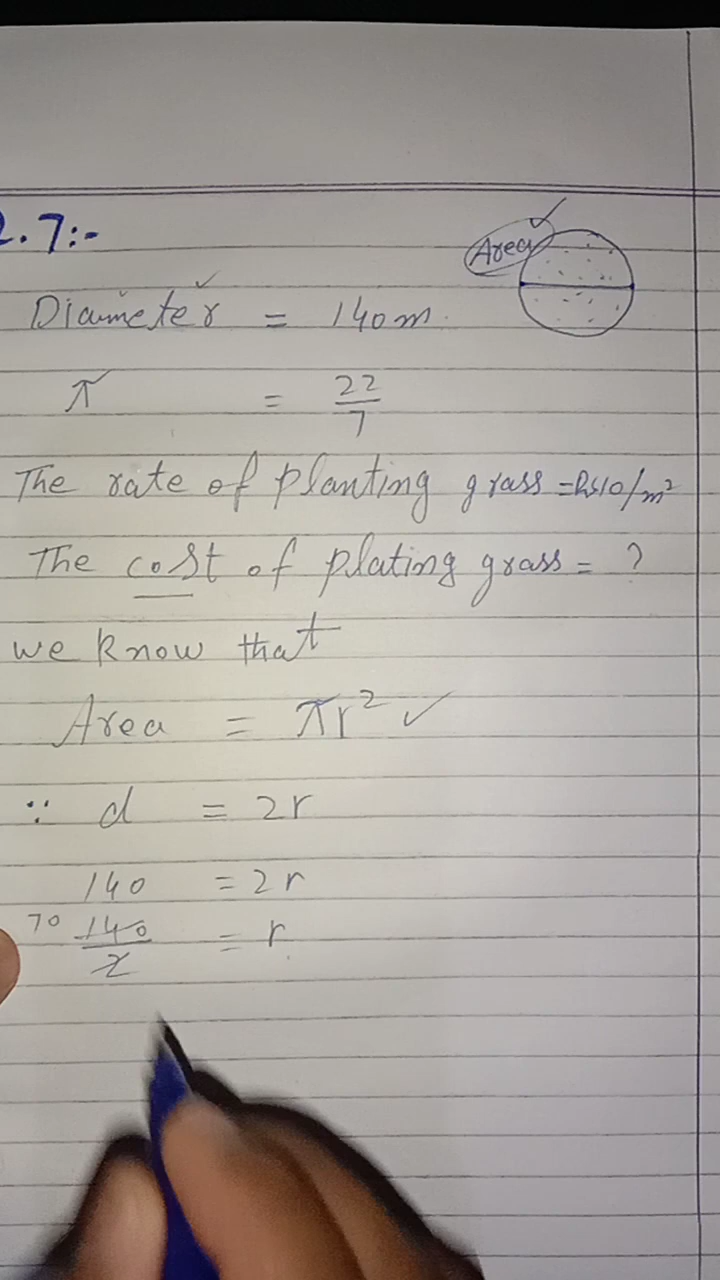 2.7:-
Area
Diameter = 140m.
π = 22/7
The rate of planting grass = Rs10/m²
The cost of plating grass = ?
we know that
Area = πr² ✓
∵ d = 2r
140 = 2r
70 140/2 = r